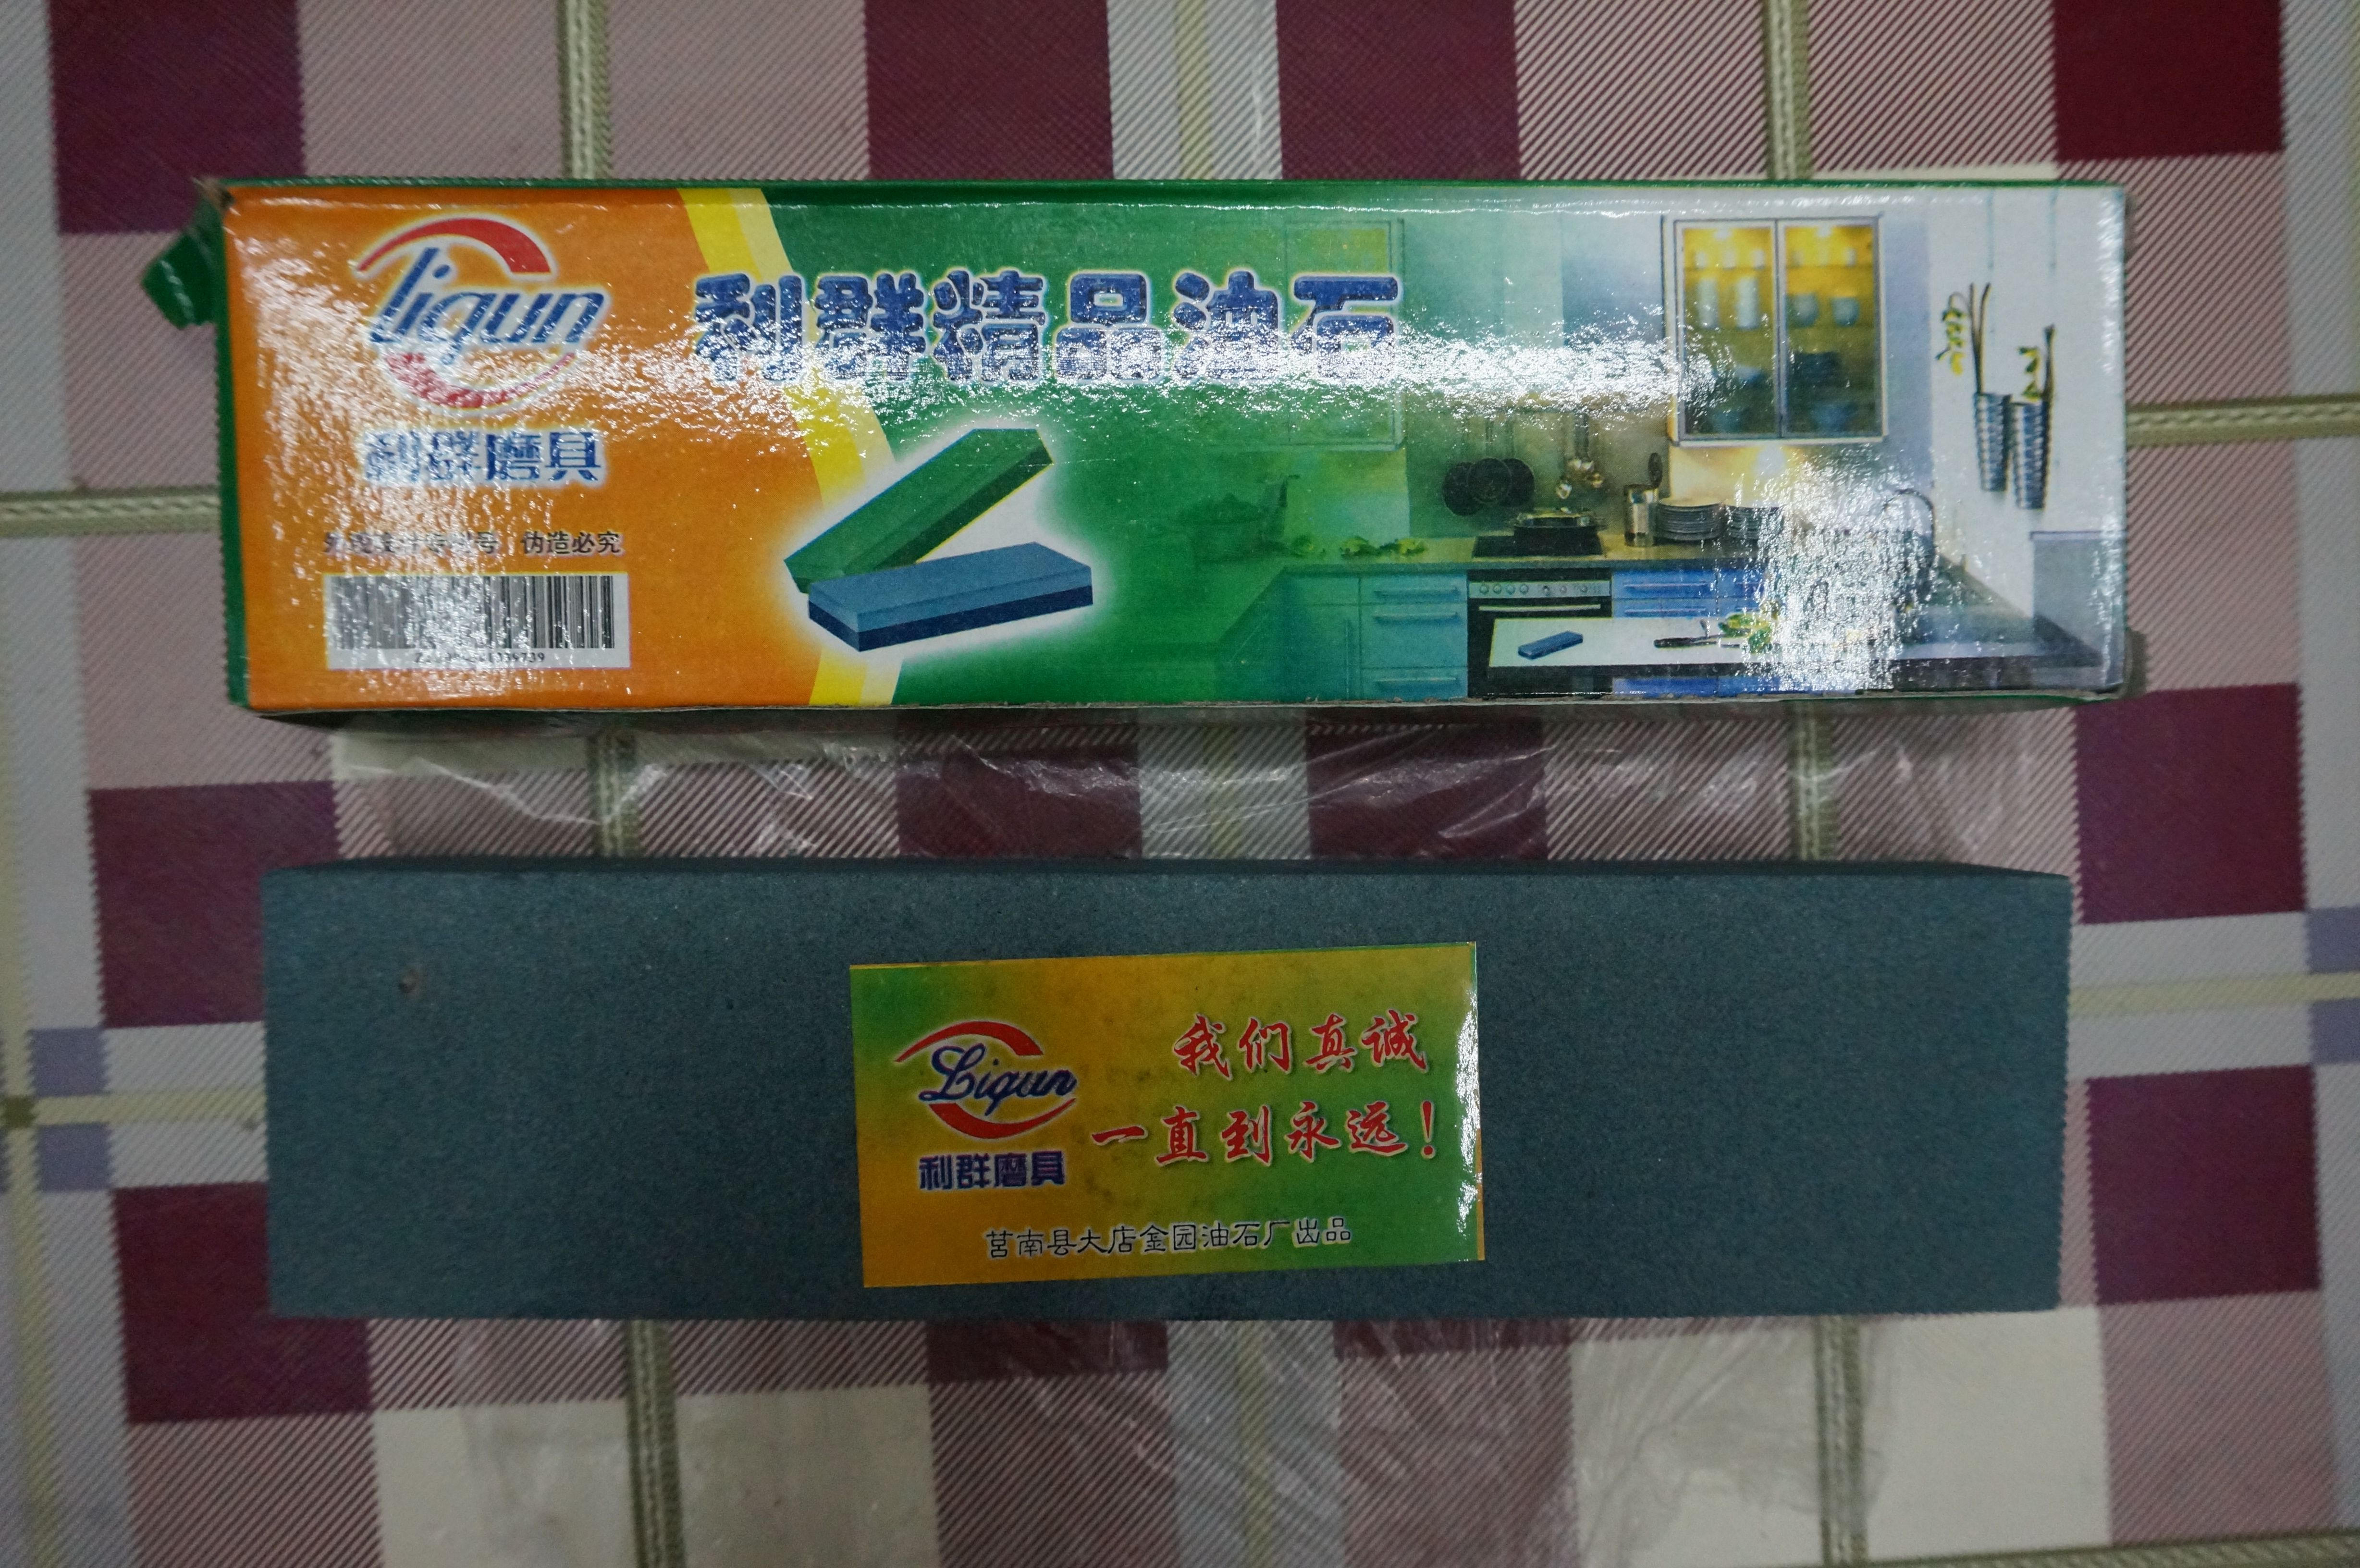 liqun
利群精品油石
利群磨具
伪造必究
Liqun
利群磨具
我们真诚
一直到永远!
莒南县大店金园油石厂出品